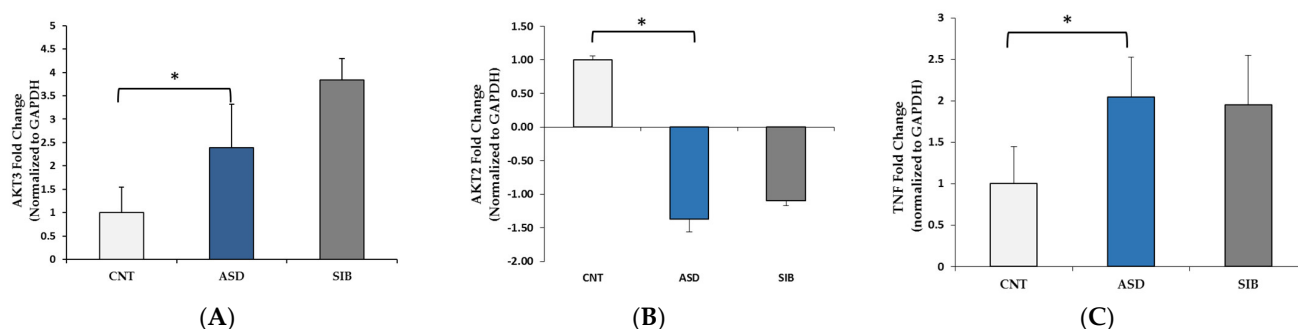 AKT3 Fold Change
(Normalized to GAPDH)
5
4.5
4
3.5
3
2.5
2
1.5
1
0.5
0
*
CNT
ASD
SIB
(A)
AKT2 Fold Change
(Normalized to GAPDH)
1.50
1.00
0.50
0.00
-0.50
-1.00
-1.50
-2.00
*
CNT
ASD
SIB
(B)
TNF Fold Change
(normalized to GAPDH)
3
2.5
2
1.5
1
0.5
0
*
CNT
ASD
SIB
(C)